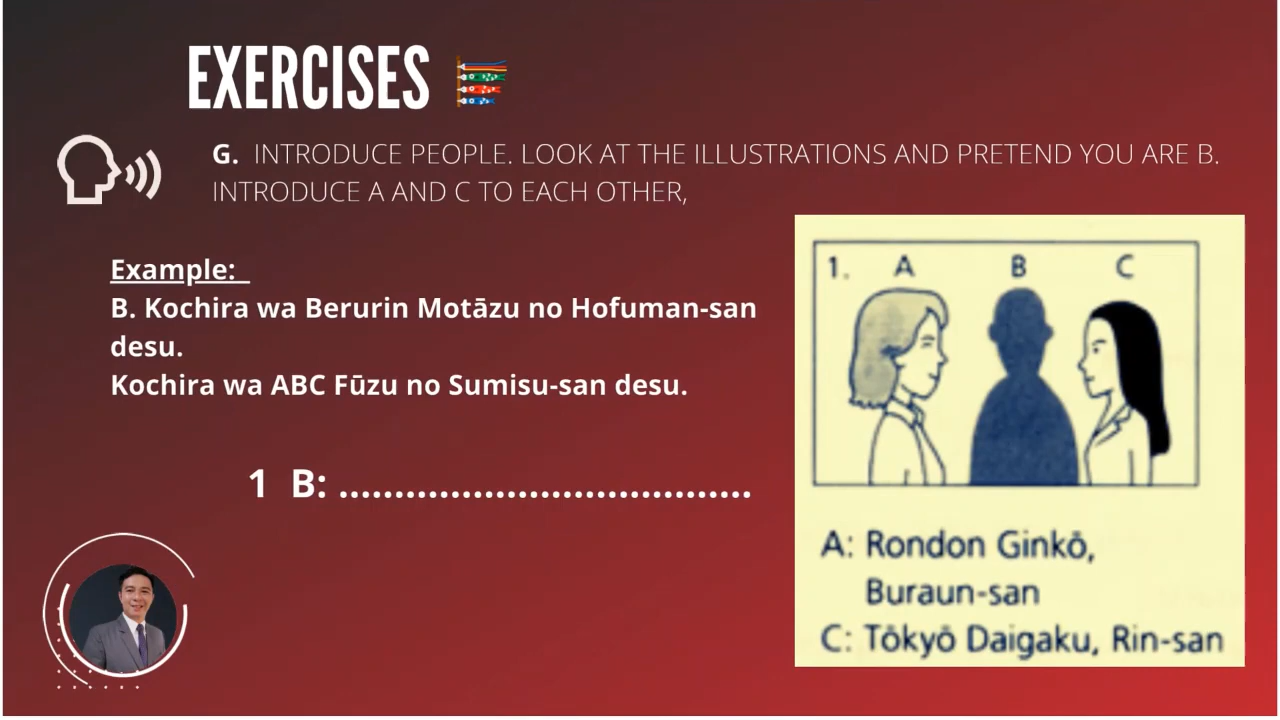 EXERCISES
G. INTRODUCE PEOPLE. LOOK AT THE ILLUSTRATIONS AND PRETEND YOU ARE B.
INTRODUCE A AND C TO EACH OTHER,
Example:
B. Kochira wa Berurin Motāzu no Hofuman-san
desu.
Kochira wa ABC Fūzu no Sumisu-san desu.
1 B: .....................................
1. A B C
A: Rondon Ginkō,
Buraun-san
C: Tōkyō Daigaku, Rin-san